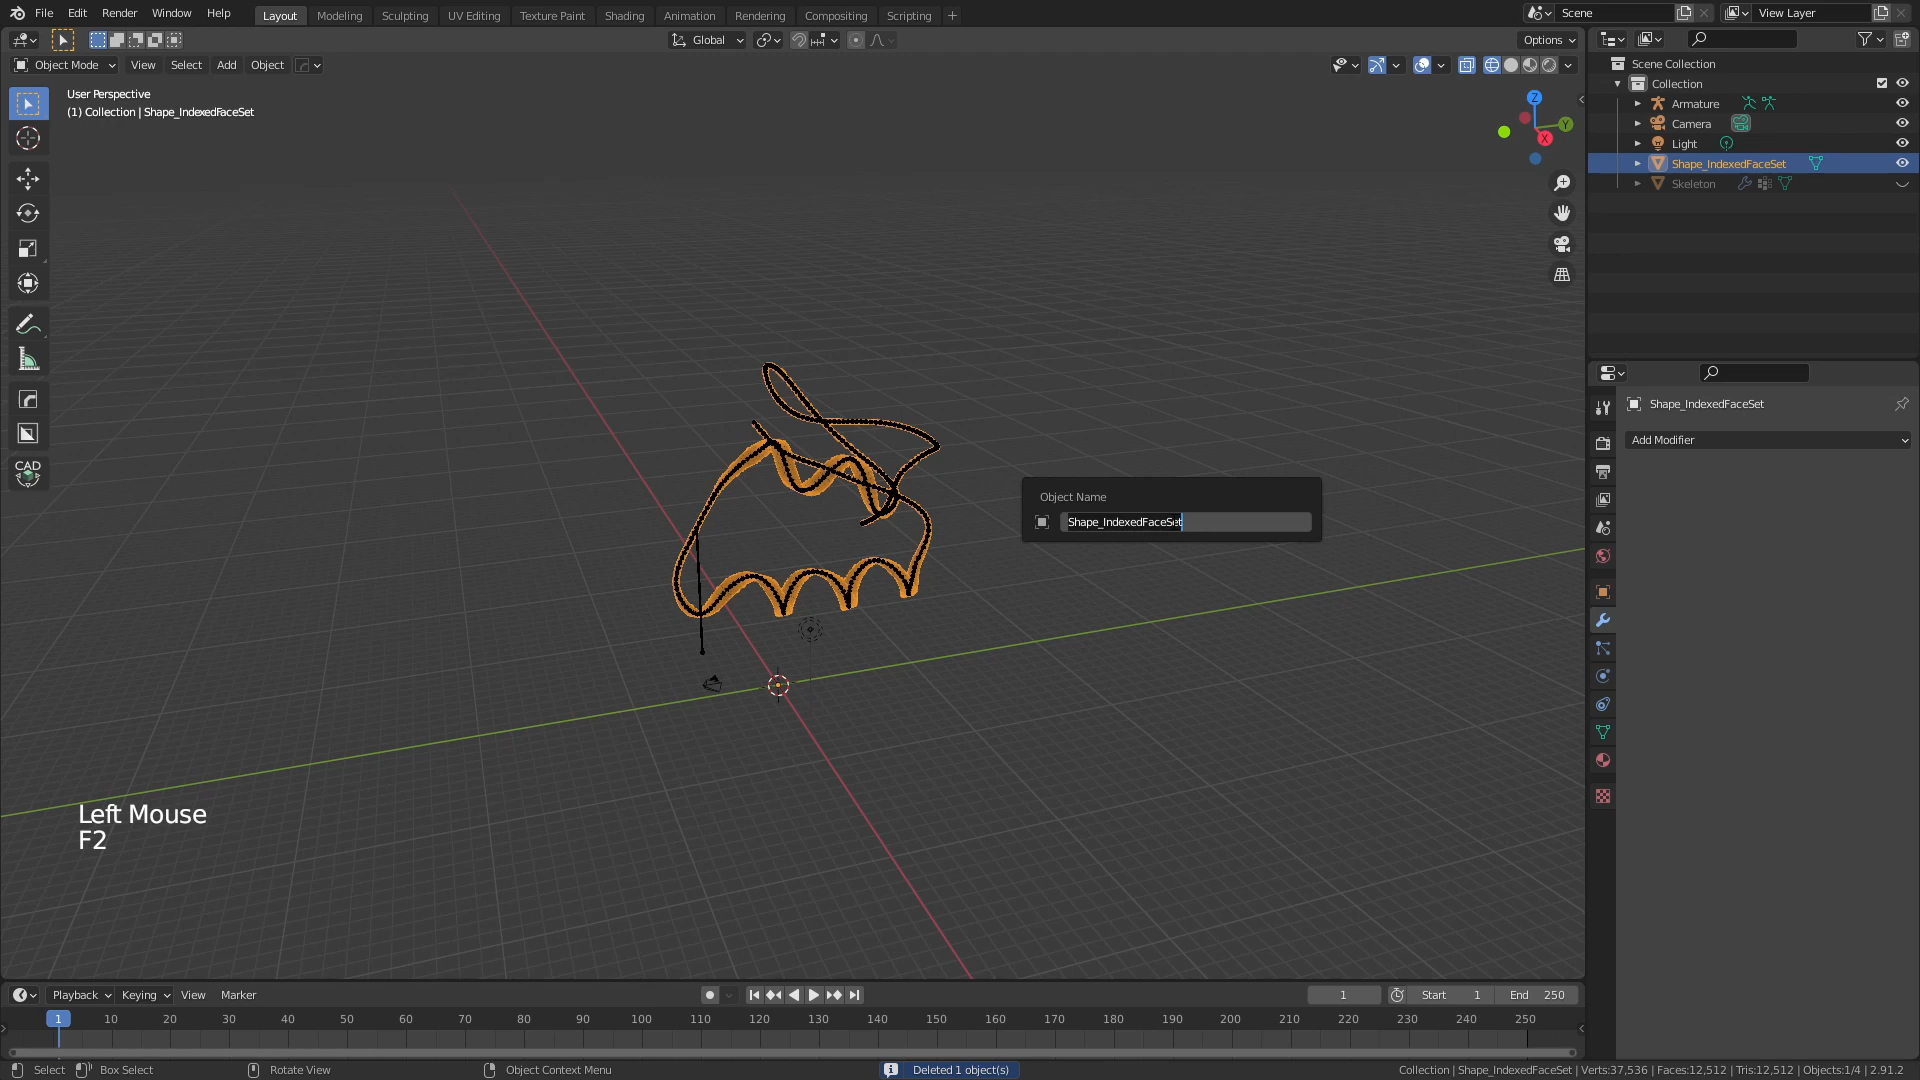 File Edit Render Window Help Layout Modeling Sculpting UV Editing Texture Paint Shading Animation Rendering Compositing Scripting + Scene View Layer
Global Options
Object Mode View Select Add Object
User Perspective
(1) Collection | Shape_IndexedFaceSet
Z
Y
X
CAD
Scene Collection
Collection
Armature
Camera
Light
Shape_IndexedFaceSet
Skeleton
Shape_IndexedFaceSet
Add Modifier
Object Name
Shape_IndexedFaceSet
Left Mouse
F2
Playback Keying View Marker 1 Start 1 End 250
1 10 20 30 40 50 60 70 80 90 100 110 120 130 140 150 160 170 180 190 200 210 220 230 240 250
Select Box Select Rotate View Object Context Menu Deleted 1 object(s) Collection | Shape_IndexedFaceSet | Verts:37,536 | Faces:12,512 | Tris:12,512 | Objects:1/4 | 2.91.2